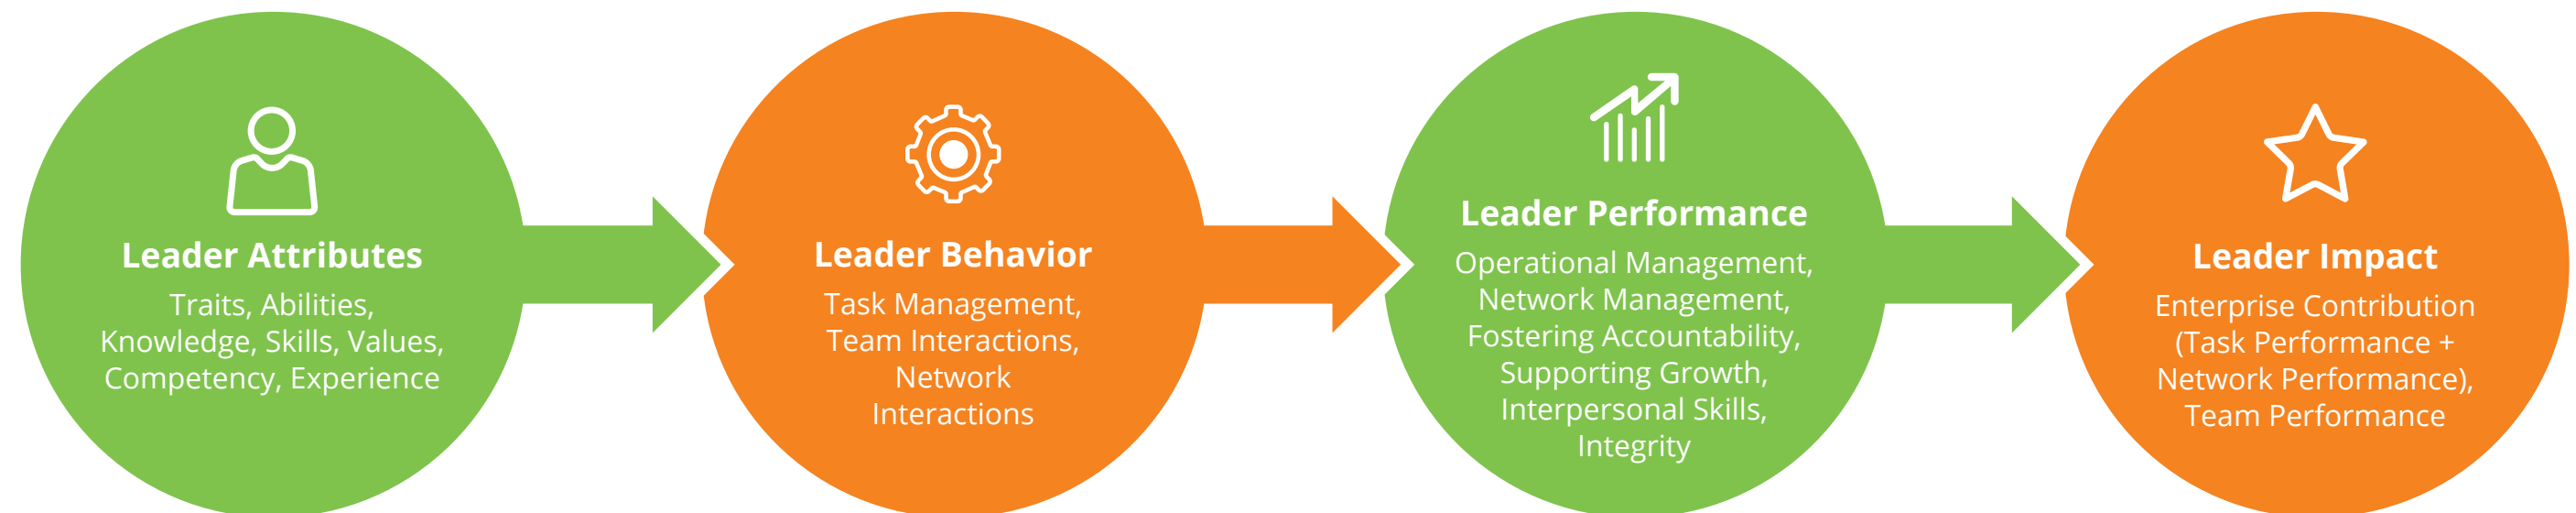 Leader Attributes
Traits, Abilities,
Knowledge, Skills, Values,
Competency, Experience
Leader Behavior
Task Management,
Team Interactions,
Network
Interactions
Leader Performance
Operational Management,
Network Management,
Fostering Accountability,
Supporting Growth,
Interpersonal Skills,
Integrity
Leader Impact
Enterprise Contribution
(Task Performance +
Network Performance),
Team Performance